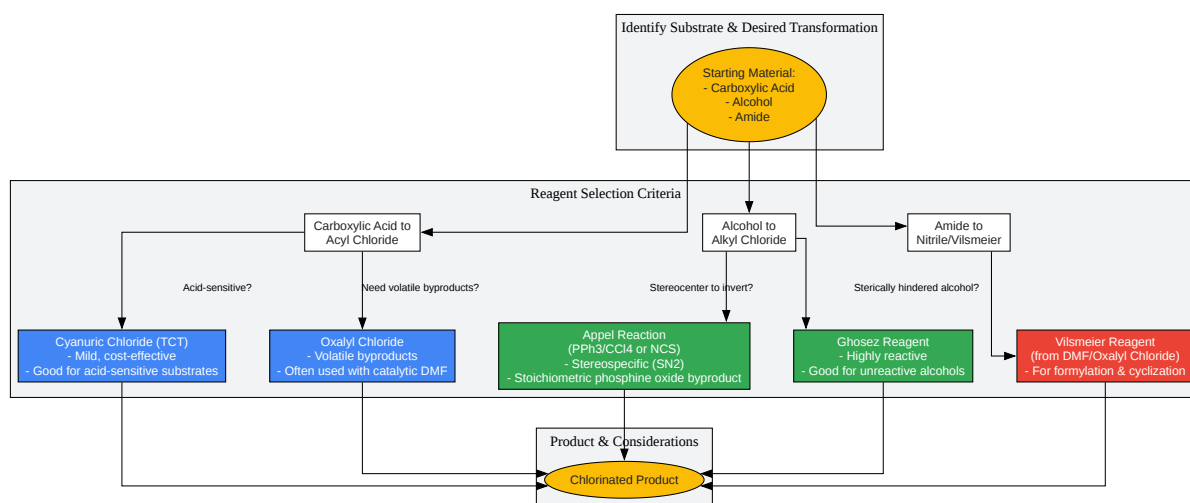 Identify Substrate & Desired Transformation
Starting Material:
- Carboxylic Acid
- Alcohol
- Amide
Reagent Selection Criteria
Carboxylic Acid to
Acyl Chloride
Alcohol to
Alkyl Chloride
Amide to
Nitrile/Vilsmeier
Acid-sensitive?
Need volatile byproducts?
Stereocenter to invert?
Sterically hindered alcohol?
Cyanuric Chloride (TCT)
- Mild, cost-effective
- Good for acid-sensitive substrates
Oxalyl Chloride
- Volatile byproducts
- Often used with catalytic DMF
Appel Reaction
(PPh3/CCl4 or NCS)
- Stereospecific (SN2)
- Stoichiometric phosphine oxide byproduct
Ghosez Reagent
- Highly reactive
- Good for unreactive alcohols
Vilsmeier Reagent
(from DMF/Oxalyl Chloride)
- For formylation & cyclization
Product & Considerations
Chlorinated Product